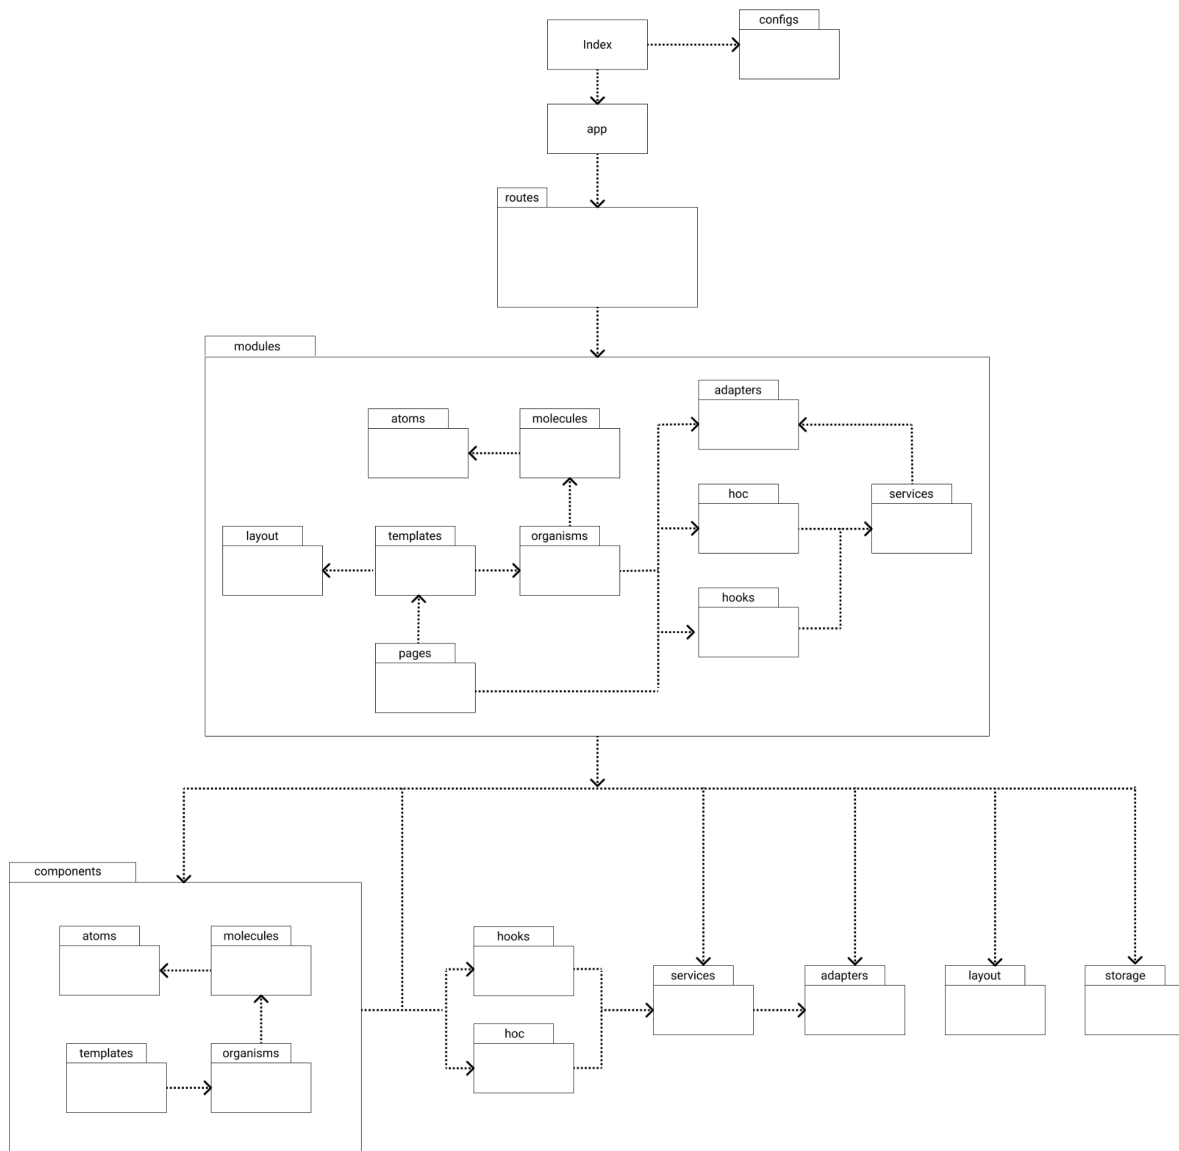 configs
Index
app
routes
modules
adapters
atoms
molecules
hoc
services
layout
templates
organisms
hooks
pages
components
atoms
molecules
hooks
services
adapters
layout
storage
hoc
templates
organisms